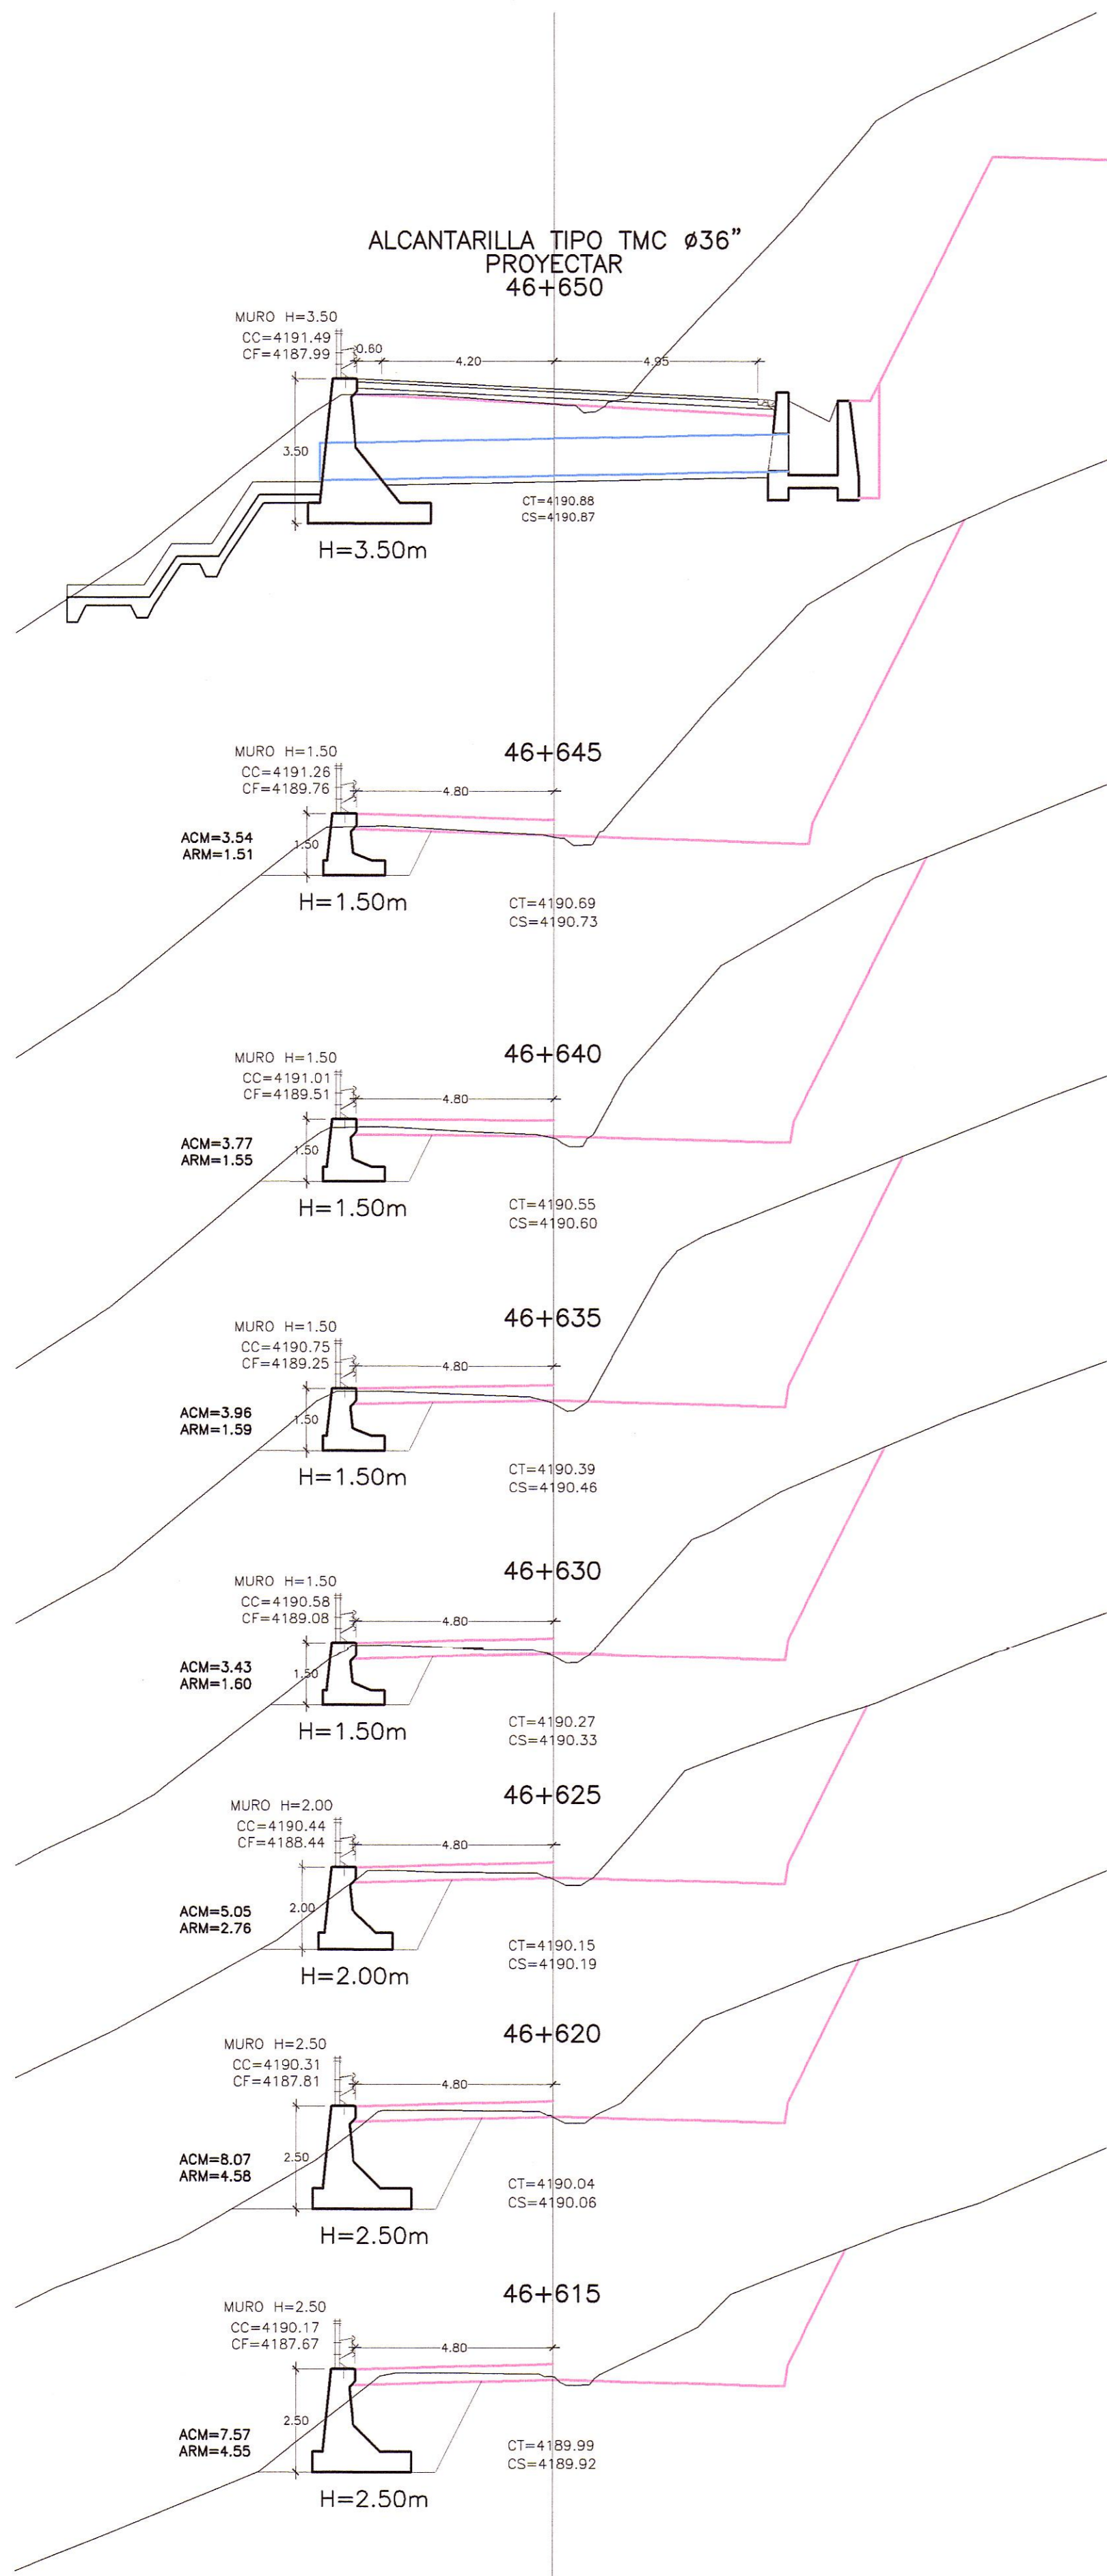 ALCANTARILLA TIPO TMC ø36”
PROYECTAR
46+650
MURO H=3.50
CC=4191.49
CF=4187.99
0.60
4.20
4.95
3.50
CT=4190.88
CS=4190.87
H=3.50m
46+645
MURO H=1.50
CC=4191.26
CF=4189.76
4.80
ACM=3.54
ARM=1.51
1.50
H=1.50m
CT=4190.69
CS=4190.73
46+640
MURO H=1.50
CC=4191.01
CF=4189.51
4.80
ACM=3.77
ARM=1.55
1.50
H=1.50m
CT=4190.55
CS=4190.60
46+635
MURO H=1.50
CC=4190.75
CF=4189.25
4.80
ACM=3.96
ARM=1.59
1.50
H=1.50m
CT=4190.39
CS=4190.46
46+630
MURO H=1.50
CC=4190.58
CF=4189.08
4.80
ACM=3.43
ARM=1.60
1.50
H=1.50m
CT=4190.27
CS=4190.33
46+625
MURO H=2.00
CC=4190.44
CF=4188.44
4.80
ACM=5.05
ARM=2.76
2.00
H=2.00m
CT=4190.15
CS=4190.19
46+620
MURO H=2.50
CC=4190.31
CF=4187.81
4.80
ACM=8.07
ARM=4.58
2.50
H=2.50m
CT=4190.04
CS=4190.06
46+615
MURO H=2.50
CC=4190.17
CF=4187.67
4.80
ACM=7.57
ARM=4.55
2.50
H=2.50m
CT=4189.99
CS=4189.92